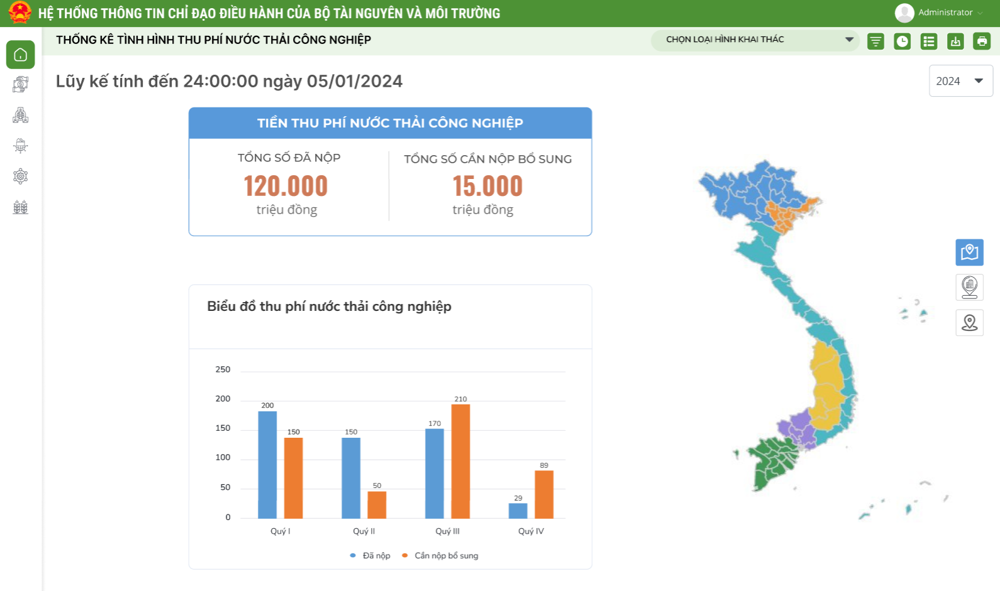 HỆ THỐNG THÔNG TIN CHỈ ĐẠO ĐIỀU HÀNH CỦA BỘ TÀI NGUYÊN VÀ MÔI TRƯỜNG
Administrator
THỐNG KÊ TÌNH HÌNH THU PHÍ NƯỚC THẢI CÔNG NGHIỆP
CHỌN LOẠI HÌNH KHAI THÁC
Lũy kế tính đến 24:00:00 ngày 05/01/2024
2024
TIỀN THU PHÍ NƯỚC THẢI CÔNG NGHIỆP
TỔNG SỐ ĐÃ NỘP
120.000
triệu đồng
TỔNG SỐ CẦN NỘP BỔ SUNG
15.000
triệu đồng
Biểu đồ thu phí nước thải công nghiệp
250
200
150
100
50
0
200
150
150
50
170
210
29
89
Quý I
Quý II
Quý III
Quý IV
Đã nộp
Cần nộp bổ sung